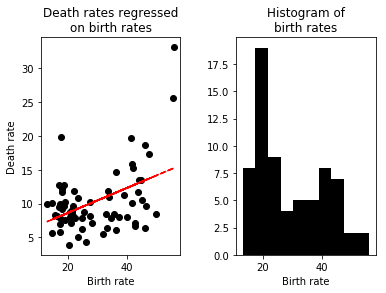 Death rates regressed
on birth rates
Death rate
30
25
20
15
10
5
20
40
Birth rate
Histogram of
birth rates
17.5
15.0
12.5
10.0
7.5
5.0
2.5
0.0
20
40
Birth rate